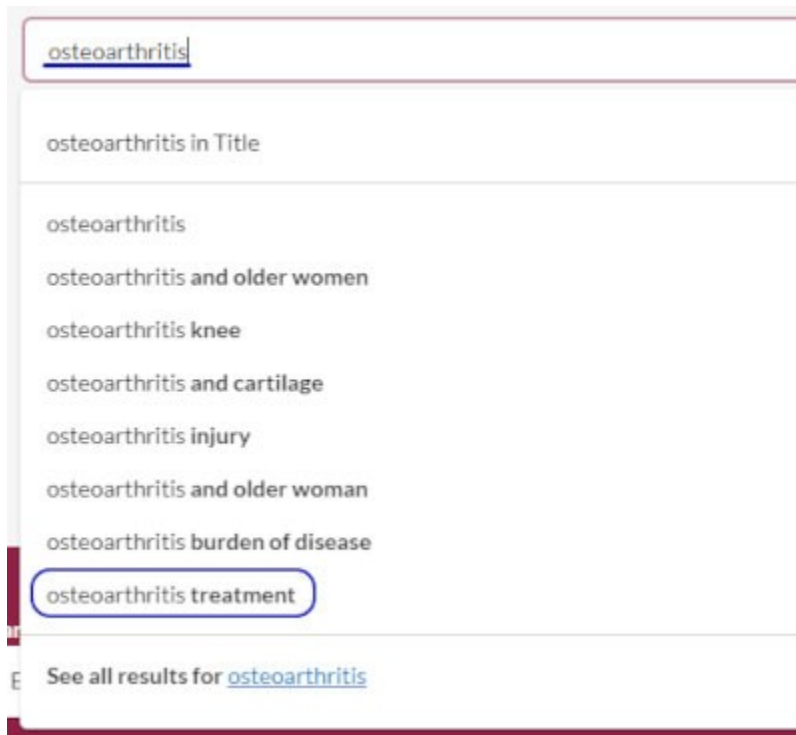 osteoarthritis
osteoarthritis in Title
osteoarthritis
osteoarthritis and older women
osteoarthritis knee
osteoarthritis and cartilage
osteoarthritis injury
osteoarthritis and older woman
osteoarthritis burden of disease
osteoarthritis treatment
E
See all results for osteoarthritis